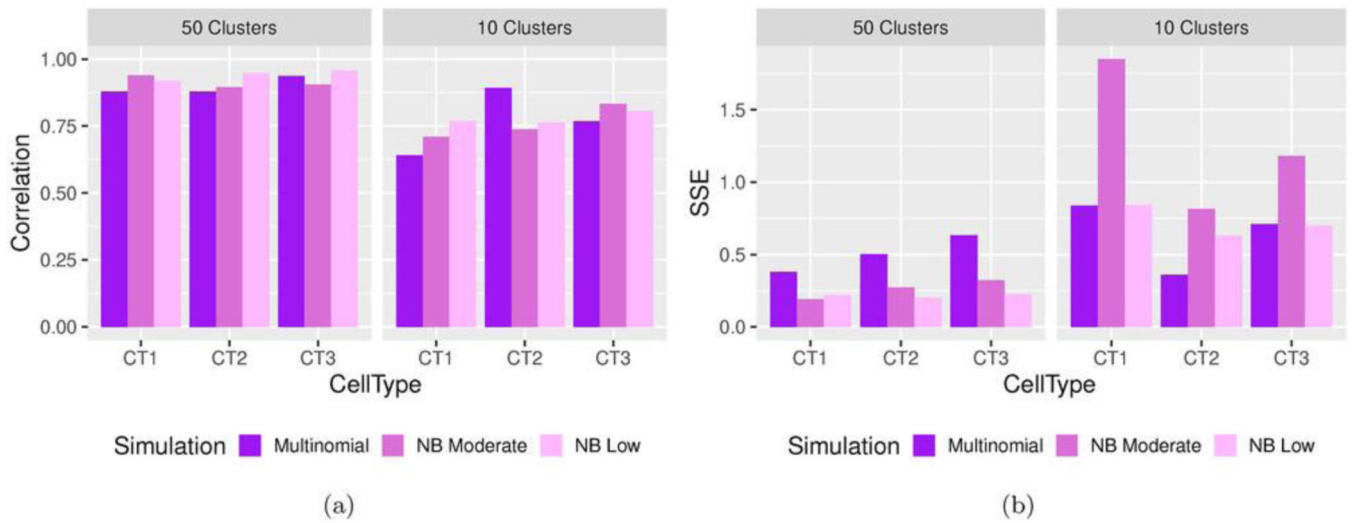 50 Clusters
10 Clusters
1.00
0.75
0.50
0.25
0.00
Correlation
CT1 CT2 CT3
CT1 CT2 CT3
CellType
Simulation Multinomial NB Moderate NB Low
(a)
50 Clusters
10 Clusters
1.5
1.0
0.5
0.0
SSE
CT1 CT2 CT3
CT1 CT2 CT3
CellType
Simulation Multinomial NB Moderate NB Low
(b)